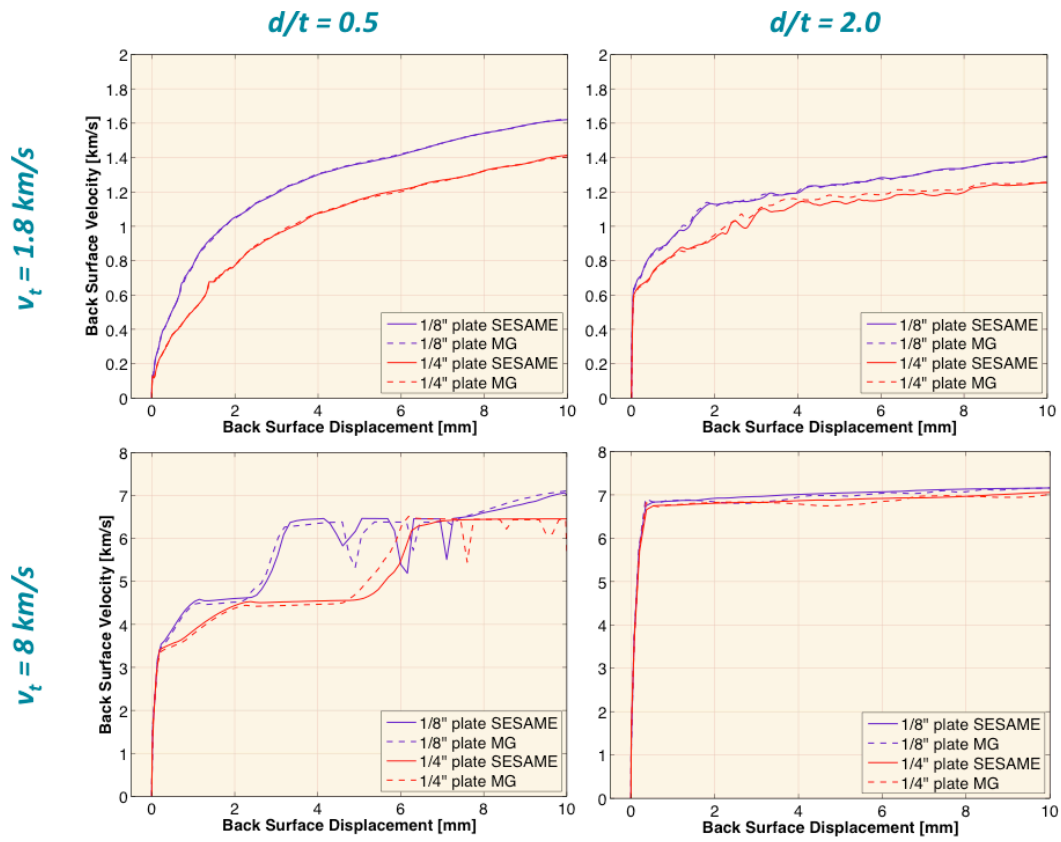 d/t = 0.5
d/t = 2.0
v_t = 1.8 km/s
Back Surface Velocity [km/s]
2
1.8
1.6
1.4
1.2
1
0.8
0.6
0.4
0.2
0
1/8" plate SESAME
1/8" plate MG
1/4" plate SESAME
1/4" plate MG
0 2 4 6 8 10
Back Surface Displacement [mm]
2
1.8
1.6
1.4
1.2
1
0.8
0.6
0.4
0.2
0
1/8" plate SESAME
1/8" plate MG
1/4" plate SESAME
1/4" plate MG
0 2 4 6 8 10
Back Surface Displacement [mm]
v_t = 8 km/s
Back Surface Velocity [km/s]
8
7
6
5
4
3
2
1
0
1/8" plate SESAME
1/8" plate MG
1/4" plate SESAME
1/4" plate MG
0 2 4 6 8 10
Back Surface Displacement [mm]
8
7
6
5
4
3
2
1
0
1/8" plate SESAME
1/8" plate MG
1/4" plate SESAME
1/4" plate MG
0 2 4 6 8 10
Back Surface Displacement [mm]